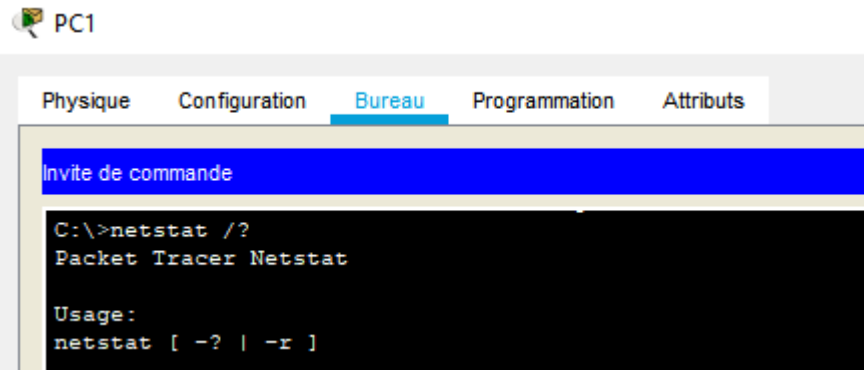 PC1
Physique Configuration Bureau Programmation Attributs
Invite de commande
C:\>netstat /?
Packet Tracer Netstat
Usage:
netstat [ -? | -r ]